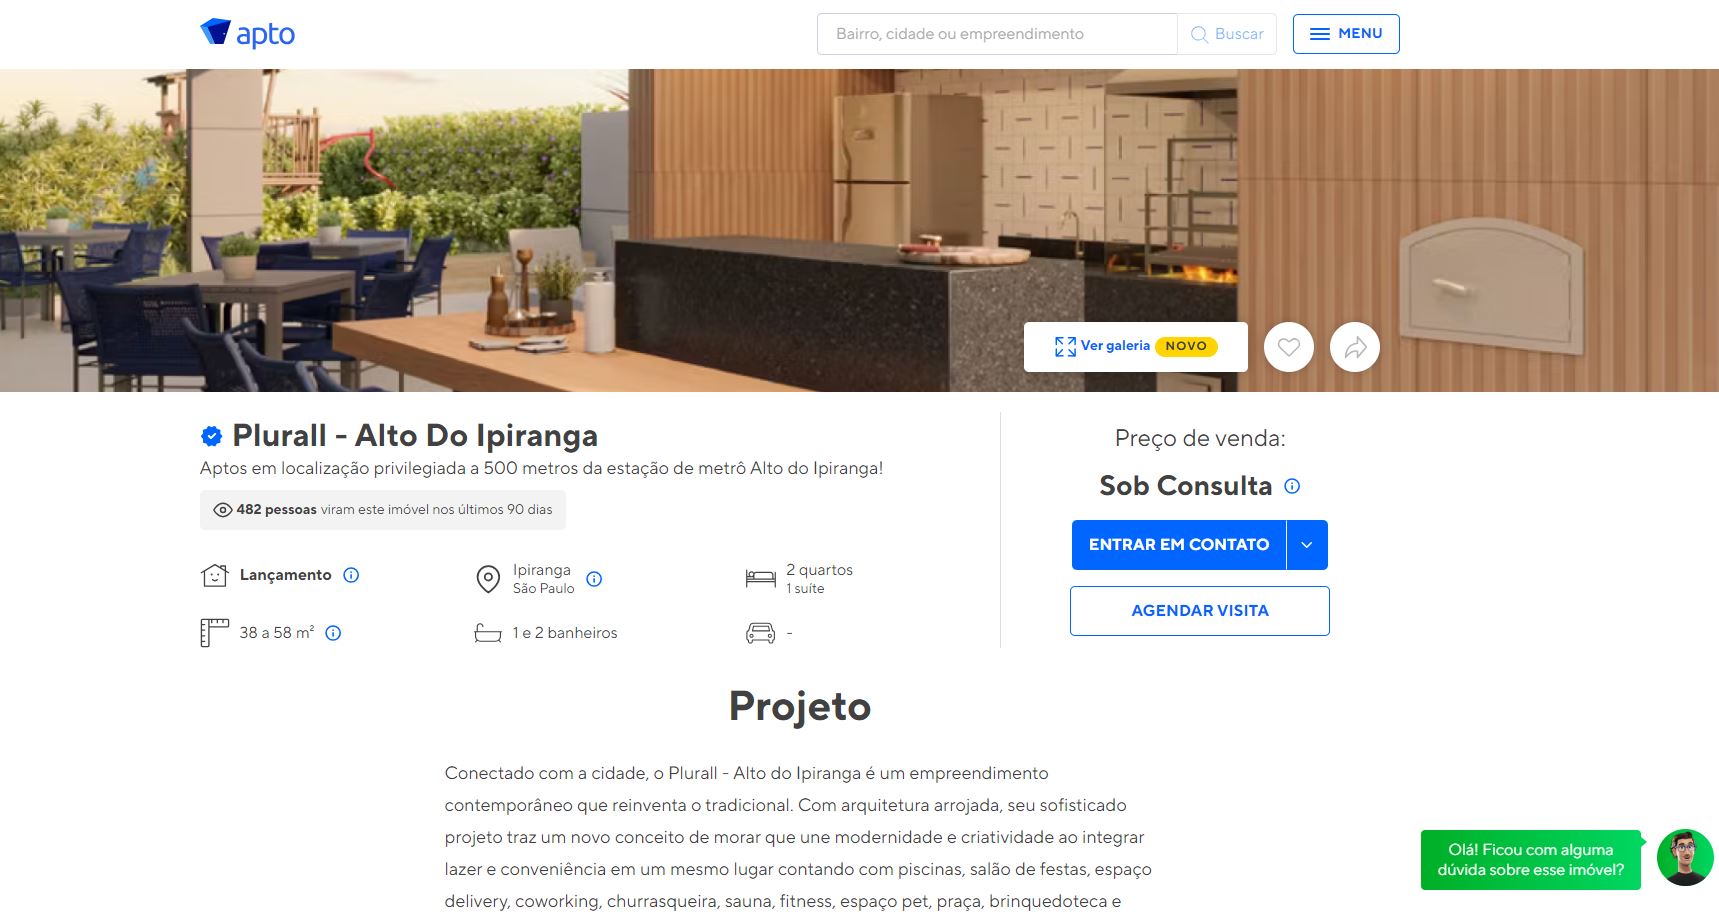 apto
Bairro, cidade ou empreendimento
Buscar
MENU
Ver galeria NOVO
Plurall - Alto Do Ipiranga
Aptos em localização privilegiada a 500 metros da estação de metrô Alto do Ipiranga!
482 pessoas viram este imóvel nos últimos 90 dias
Lançamento
Ipiranga
São Paulo
2 quartos
1 suíte
38 a 58 m²
1 e 2 banheiros
-
Preço de venda:
Sob Consulta
ENTRAR EM CONTATO
AGENDAR VISITA
Projeto
Conectado com a cidade, o Plurall - Alto do Ipiranga é um empreendimento
contemporâneo que reinventa o tradicional. Com arquitetura arrojada, seu sofisticado
projeto traz um novo conceito de morar que une modernidade e criatividade ao integrar
lazer e conveniência em um mesmo lugar contando com piscinas, salão de festas, espaço
delivery, coworking, churrasqueira, sauna, fitness, espaço pet, praça, brinquedoteca e
Olá! Ficou com alguma
dúvida sobre esse imóvel?